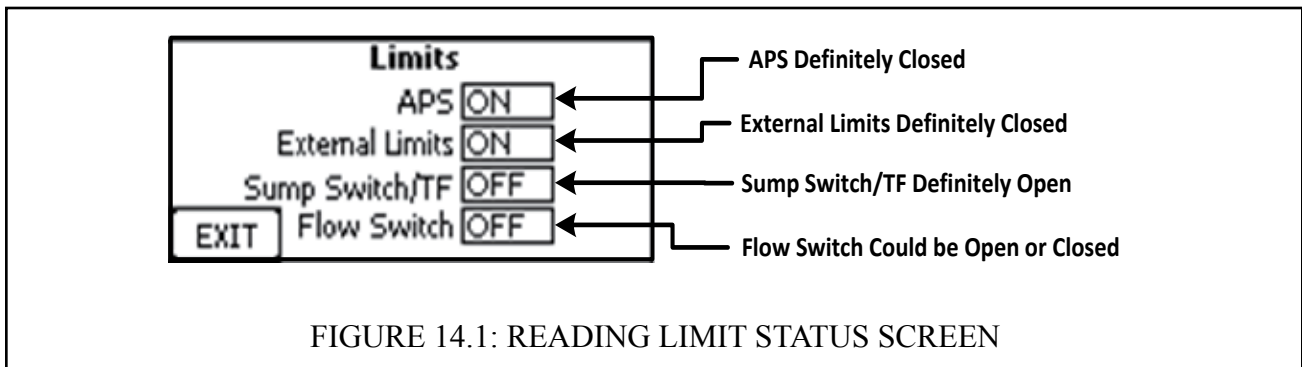 Limits
APS ON
APS Definitely Closed
External Limits ON
External Limits Definitely Closed
Sump Switch/TF OFF
Sump Switch/TF Definitely Open
EXIT
Flow Switch OFF
Flow Switch Could be Open or Closed
FIGURE 14.1: READING LIMIT STATUS SCREEN